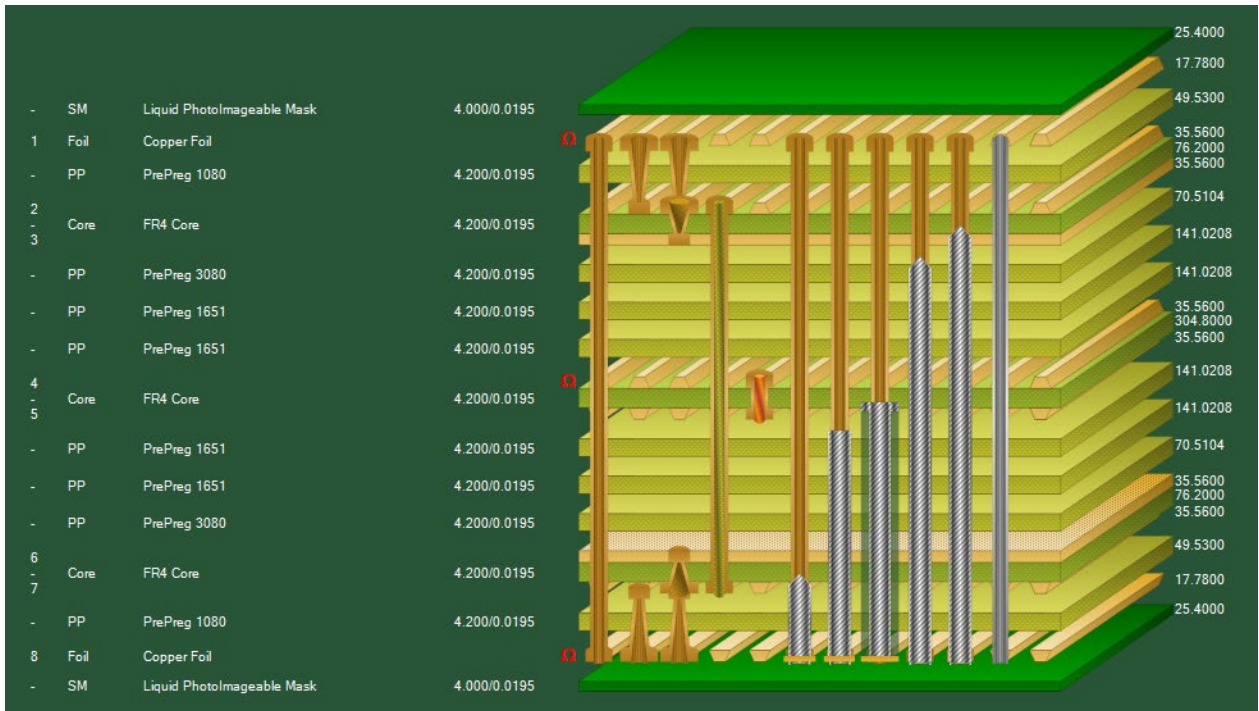 25.4000
17.7800
- SM Liquid PhotoImageable Mask 4.000/0.0195
49.5300
1 Foil Copper Foil Ω
35.5600
76.2000
35.5600
- PP PrePreg 1080 4.200/0.0195
70.5104
2
- Core FR4 Core 4.200/0.0195
3
141.0208
- PP PrePreg 3080 4.200/0.0195
141.0208
- PP PrePreg 1651 4.200/0.0195
35.5600
304.8000
35.5600
- PP PrePreg 1651 4.200/0.0195
141.0208
4 Ω
- Core FR4 Core 4.200/0.0195
5
141.0208
- PP PrePreg 1651 4.200/0.0195
70.5104
- PP PrePreg 1651 4.200/0.0195
35.5600
76.2000
35.5600
- PP PrePreg 3080 4.200/0.0195
49.5300
6
- Core FR4 Core 4.200/0.0195
7
17.7800
- PP PrePreg 1080 4.200/0.0195
25.4000
8 Foil Copper Foil Ω
- SM Liquid PhotoImageable Mask 4.000/0.0195